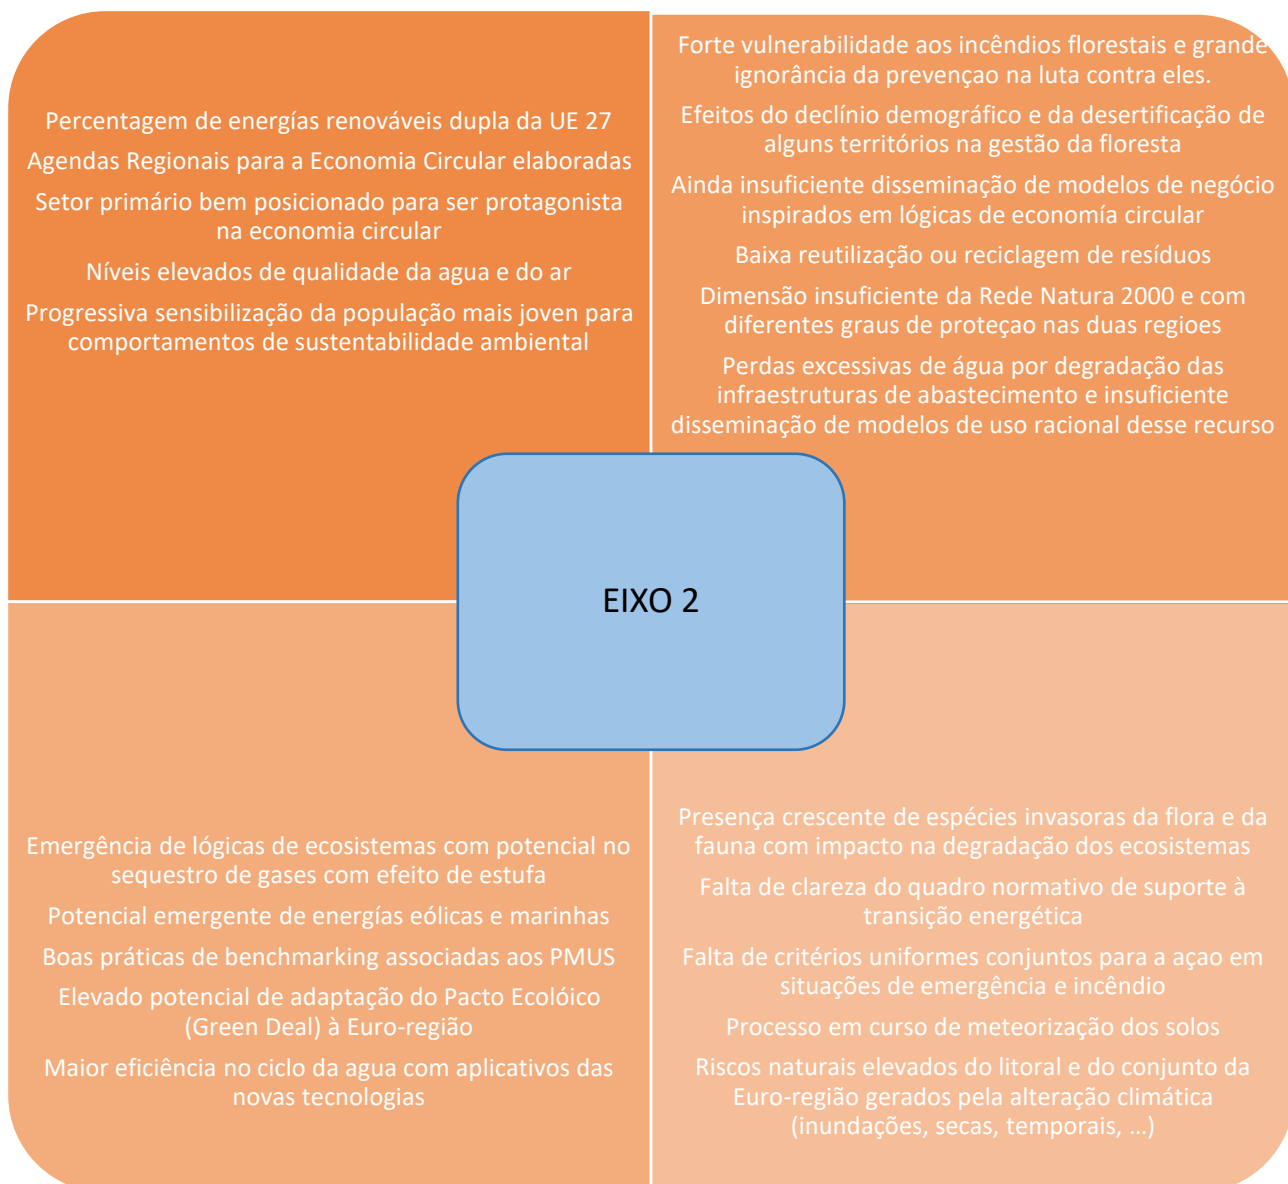 Percentagem de energías renováveis dupla da UE 27
Agendas Regionais para a Economia Circular elaboradas
Setor primário bem posicionado para ser protagonista
na economia circular
Níveis elevados de qualidade da agua e do ar
Progressiva sensibilização da população mais joven para
comportamentos de sustentabilidade ambiental
Forte vulnerabilidade aos incêndios florestais e grande
ignorância da prevençao na luta contra eles.
Efeitos do declínio demográfico e da desertificação de
alguns territórios na gestão da floresta
Ainda insuficiente disseminação de modelos de negócio
inspirados em lógicas de economía circular
Baixa reutilização ou reciclagem de resíduos
Dimensão insuficiente da Rede Natura 2000 e com
diferentes graus de proteçao nas duas regioes
Perdas excessivas de água por degradação das
infraestruturas de abastecimento e insuficiente
disseminação de modelos de uso racional desse recurso
EIXO 2
Emergência de lógicas de ecosistemas com potencial no
sequestro de gases com efeito de estufa
Potencial emergente de energías eólicas e marinhas
Boas práticas de benchmarking associadas aos PMUS
Elevado potencial de adaptação do Pacto Ecolóico
(Green Deal) à Euro-região
Maior eficiência no ciclo da agua com aplicativos das
novas tecnologias
Presença crescente de espécies invasoras da flora e da
fauna com impacto na degradação dos ecosistemas
Falta de clareza do quadro normativo de suporte à
transição energética
Falta de critérios uniformes conjuntos para a açao em
situações de emergência e incêndio
Processo em curso de meteorização dos solos
Riscos naturais elevados do litoral e do conjunto da
Euro-região gerados pela alteração climática
(inundações, secas, temporais, …)